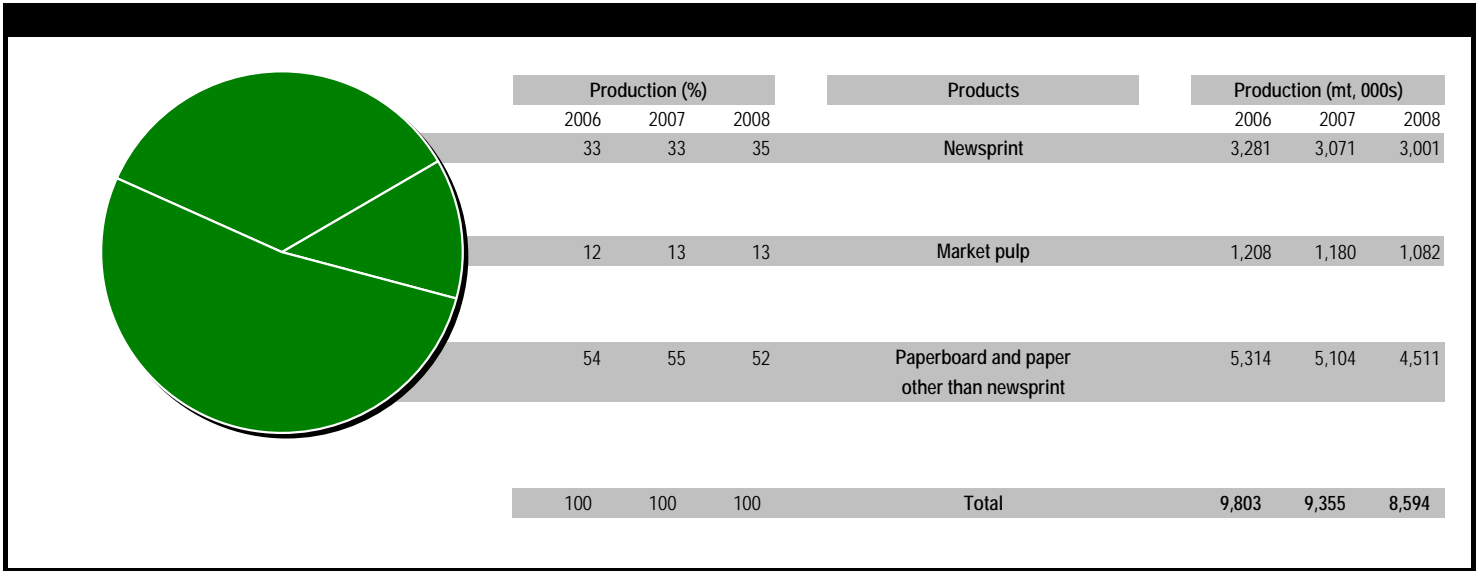 Production (%) Products Production (mt, 000s)
2006 2007 2008 2006 2007 2008
33 33 35 Newsprint 3,281 3,071 3,001
12 13 13 Market pulp 1,208 1,180 1,082
54 55 52 Paperboard and paper 5,314 5,104 4,511
other than newsprint
100 100 100 Total 9,803 9,355 8,594